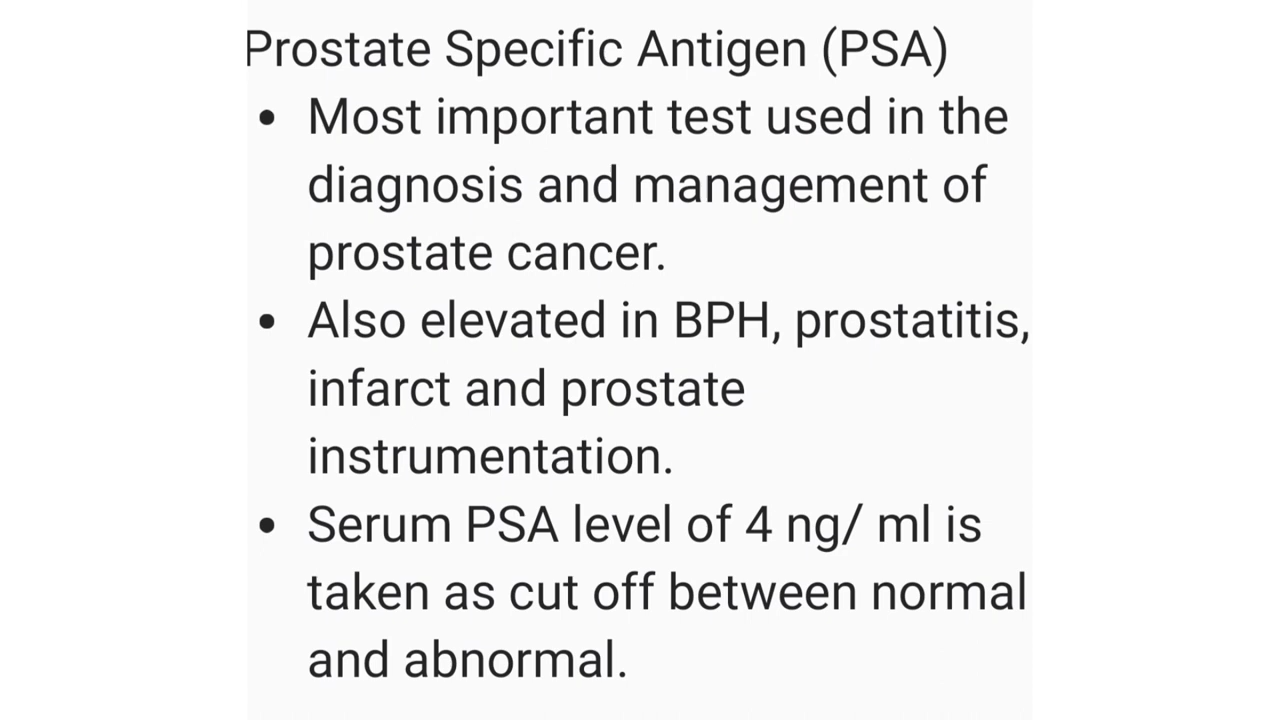 Prostate Specific Antigen (PSA)
• Most important test used in the
diagnosis and management of
prostate cancer.
• Also elevated in BPH, prostatitis,
infarct and prostate
instrumentation.
• Serum PSA level of 4 ng/ ml is
taken as cut off between normal
and abnormal.